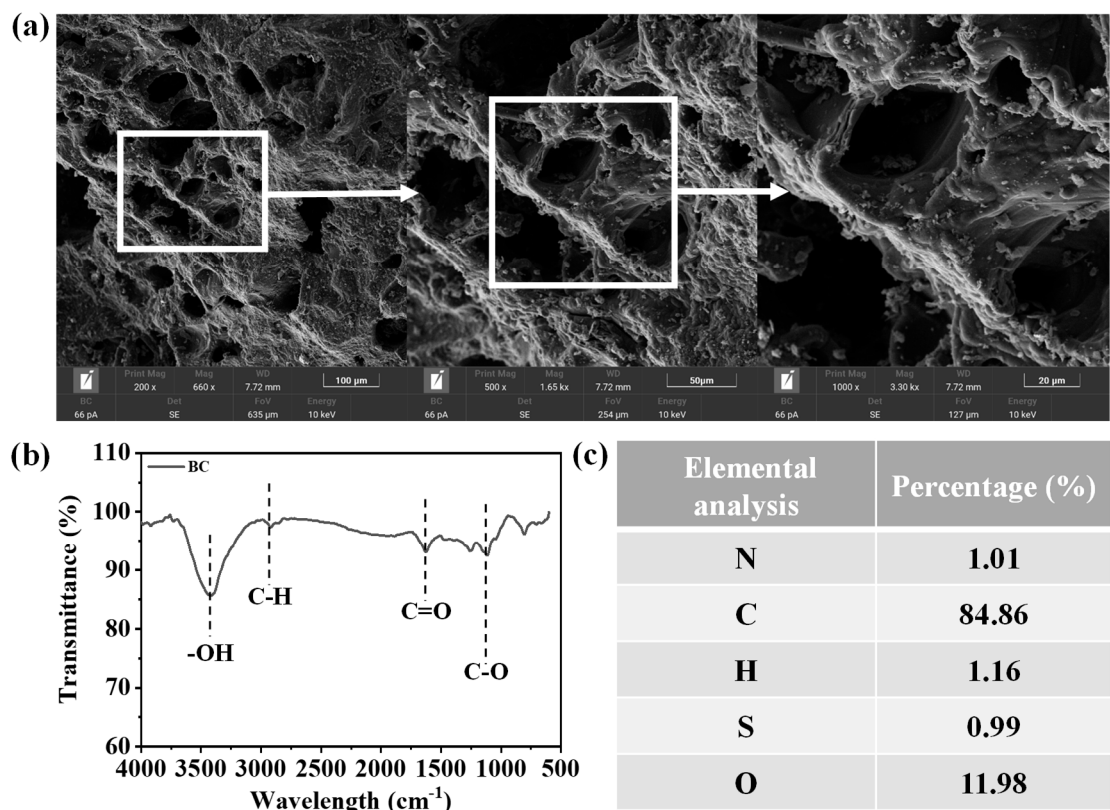 (a)
Print Mag Mag WD 100 μm
200 x 660 x 7.72 mm
BC Det FoV Energy
66 pA SE 635 μm 10 keV
Print Mag Mag WD 50μm
500 x 1.65 kx 7.72 mm
BC Det FoV Energy
66 pA SE 254 μm 10 keV
Print Mag Mag WD 20 μm
1000 x 3.30 kx 7.72 mm
BC Det FoV Energy
66 pA SE 127 μm 10 keV
(b)
BC
Transmittance (%)
110
100
90
80
70
60
-OH
C-H
C=O
C-O
4000 3500 3000 2500 2000 1500 1000 500
Wavelength (cm-1)
(c)
Elemental analysis Percentage (%)
N 1.01
C 84.86
H 1.16
S 0.99
O 11.98